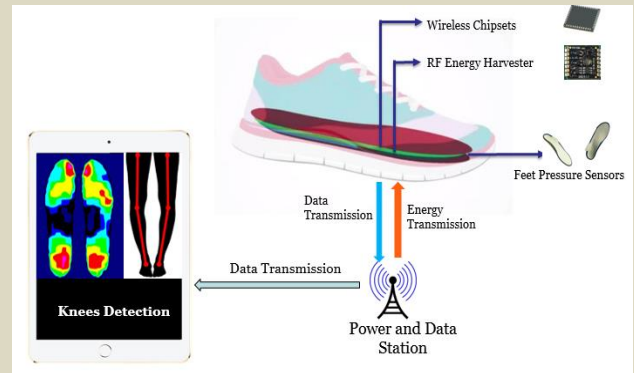 Wireless Chipsets
RF Energy Harvester
Feet Pressure Sensors
Data
Transmission
Energy
Transmission
Data Transmission
Knees Detection
Power and Data
Station